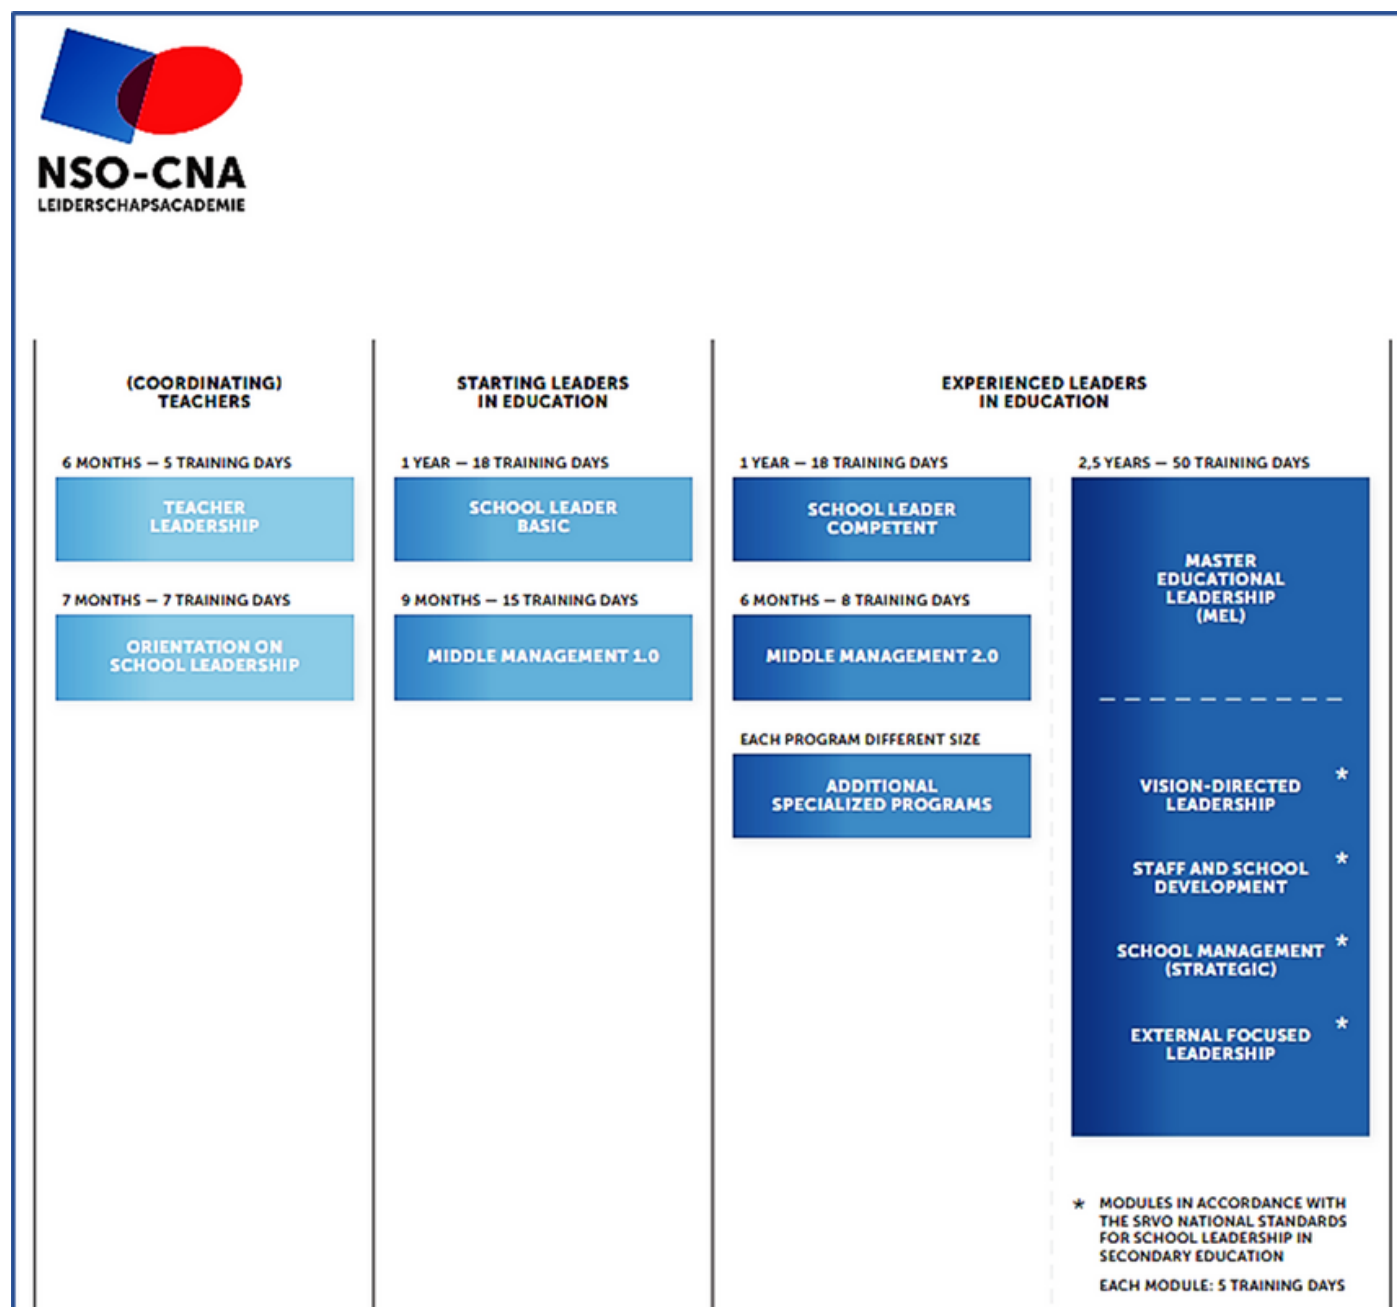 NSO-CNA
LEIDERSCHAPSACADEMIE
(COORDINATING)
TEACHERS
6 MONTHS — 5 TRAINING DAYS
TEACHER
LEADERSHIP
7 MONTHS — 7 TRAINING DAYS
ORIENTATION ON
SCHOOL LEADERSHIP
STARTING LEADERS
IN EDUCATION
1 YEAR — 18 TRAINING DAYS
SCHOOL LEADER
BASIC
9 MONTHS — 15 TRAINING DAYS
MIDDLE MANAGEMENT 1.0
EXPERIENCED LEADERS
IN EDUCATION
1 YEAR — 18 TRAINING DAYS
SCHOOL LEADER
COMPETENT
6 MONTHS — 8 TRAINING DAYS
MIDDLE MANAGEMENT 2.0
EACH PROGRAM DIFFERENT SIZE
ADDITIONAL
SPECIALIZED PROGRAMS
2,5 YEARS — 50 TRAINING DAYS
MASTER
EDUCATIONAL
LEADERSHIP
(MEL)
VISION-DIRECTED *
LEADERSHIP
STAFF AND SCHOOL *
DEVELOPMENT
SCHOOL MANAGEMENT *
(STRATEGIC)
EXTERNAL FOCUSED *
LEADERSHIP
* MODULES IN ACCORDANCE WITH
THE SRVO NATIONAL STANDARDS
FOR SCHOOL LEADERSHIP IN
SECONDARY EDUCATION
EACH MODULE: 5 TRAINING DAYS